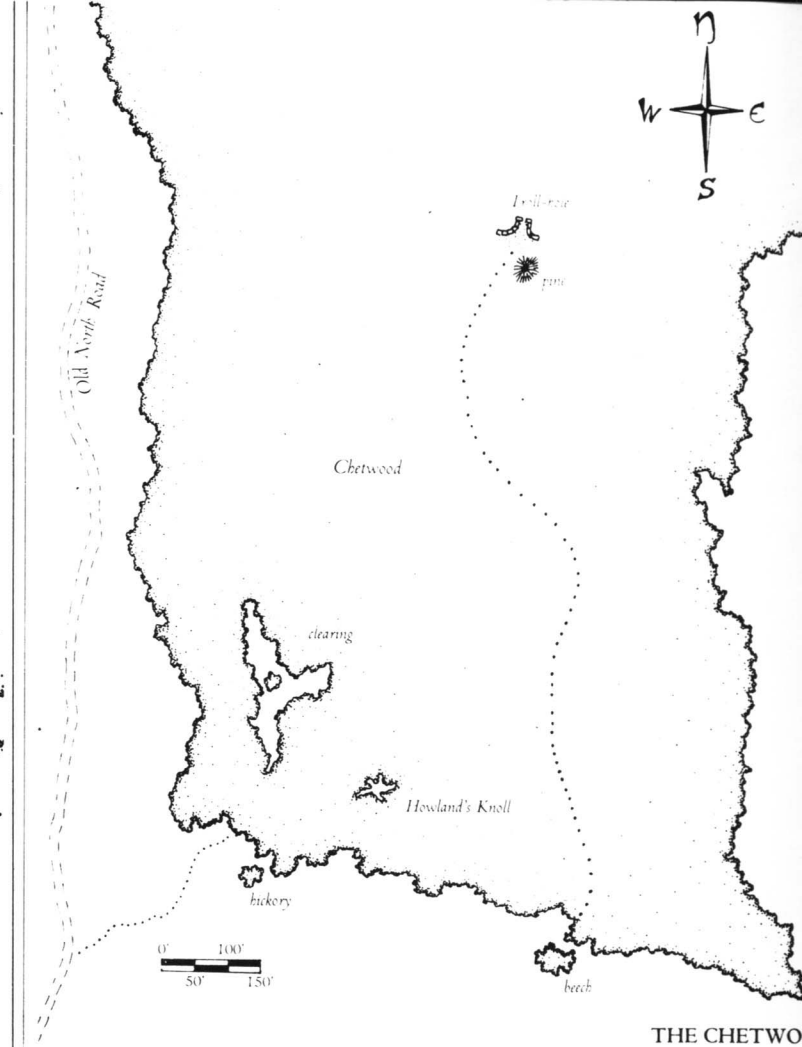 N
W E
S
pine
Old North Road
Chetwood
clearing
Howland's Knoll
hickory
0' 100'
50' 150'
beech
THE CHETWO